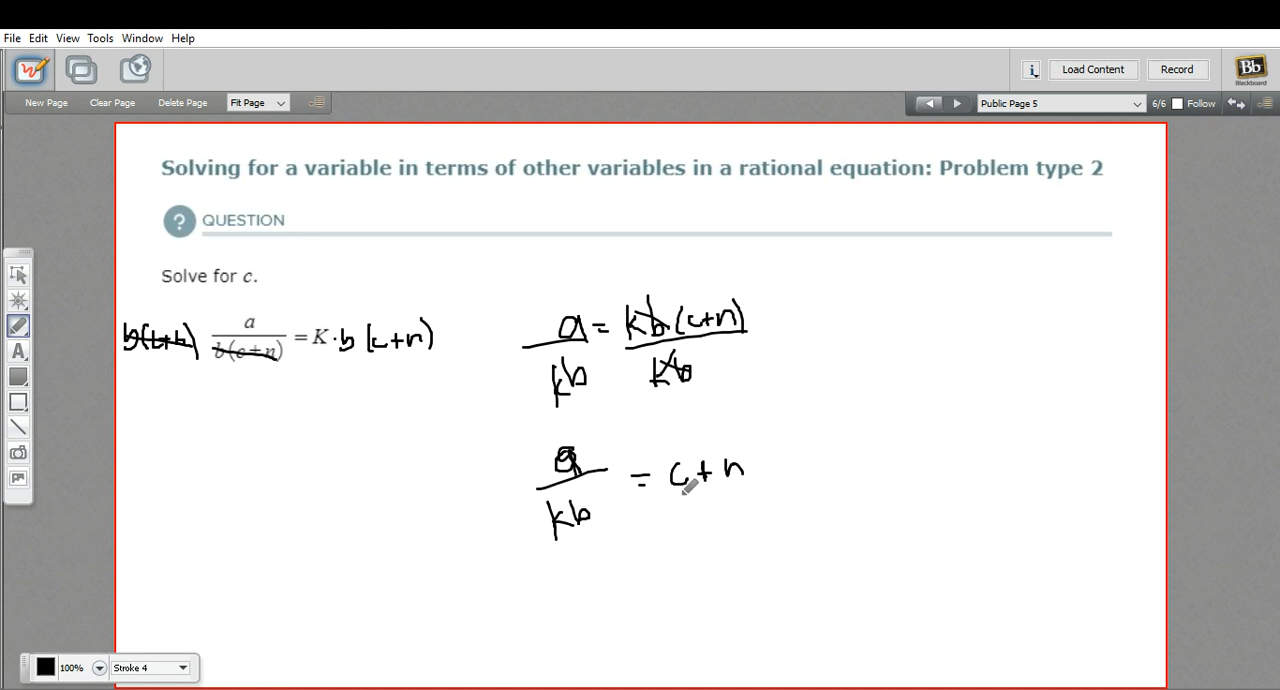 File Edit View Tools Window Help
i Load Content Record Bb Blackboard
New Page Clear Page Delete Page Fit Page Public Page 5 6/6 Follow
Solving for a variable in terms of other variables in a rational equation: Problem type 2
? QUESTION
Solve for c.
b(c+n) a/b(c+n) = K · b (c+n)
a/kb = kb(c+n)/kb
a/kb = c+n
A
100% Stroke 4